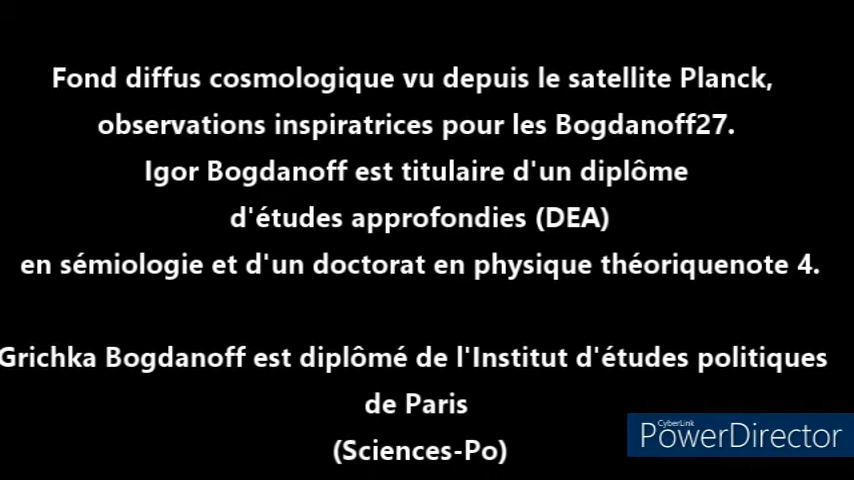 Fond diffus cosmologique vu depuis le satellite Planck,
observations inspiratrices pour les Bogdanoff27.
Igor Bogdanoff est titulaire d'un diplôme
d'études approfondies (DEA)
en sémiologie et d'un doctorat en physique théoriquenote 4.
Grichka Bogdanoff est diplômé de l'Institut d'études politiques
de Paris
(Sciences-Po)
CyberLink
PowerDirector